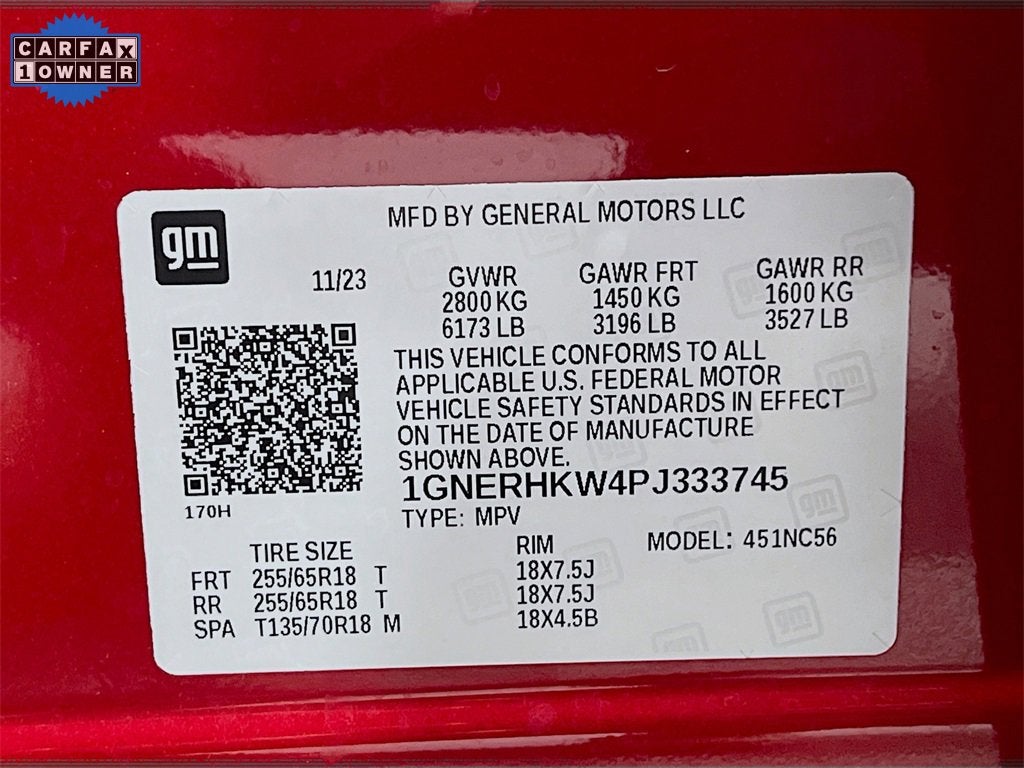 CARFAX
1 OWNER
gm
MFD BY GENERAL MOTORS LLC
11/23 GVWR GAWR FRT GAWR RR
2800 KG 1450 KG 1600 KG
6173 LB 3196 LB 3527 LB
THIS VEHICLE CONFORMS TO ALL
APPLICABLE U.S. FEDERAL MOTOR
VEHICLE SAFETY STANDARDS IN EFFECT
ON THE DATE OF MANUFACTURE
SHOWN ABOVE.
1GNERHKW4PJ333745
170H
TYPE: MPV
TIRE SIZE RIM MODEL: 451NC56
FRT 255/65R18 T 18X7.5J
RR 255/65R18 T 18X7.5J
SPA T135/70R18 M 18X4.5B